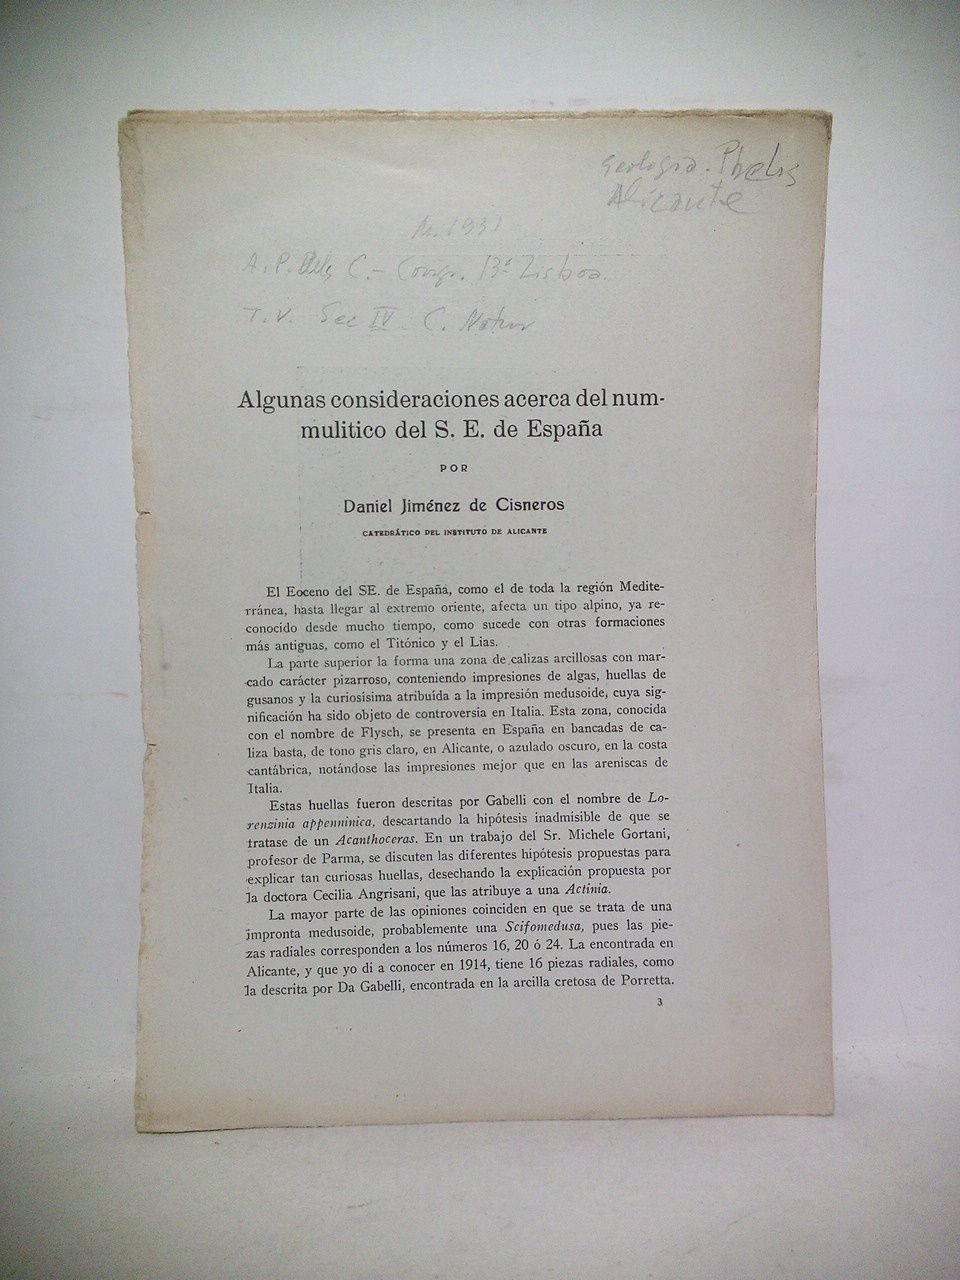 Geología.
Alicante
M. 1931
A. P. C. - Congr. 13º Lisboa.
T. V. Sec IV. C. Natur
Algunas consideraciones acerca del num-
mulitico del S. E. de España
POR
Daniel Jiménez de Cisneros
CATEDRÁTICO DEL INSTITUTO DE ALICANTE
El Eoceno del SE. de España, como el de toda la región Medite-
rránea, hasta llegar al extremo oriente, afecta un tipo alpino, ya re-
conocido desde mucho tiempo, como sucede con otras formaciones
más antiguas, como el Titónico y el Lias.
La parte superior la forma una zona de calizas arcillosas con mar-
cado carácter pizarroso, conteniendo impresiones de algas, huellas de
gusanos y la curiosísima atribuída a la impresión medusoide, cuya sig-
nificación ha sido objeto de controversia en Italia. Esta zona, conocida
con el nombre de Flysch, se presenta en España en bancadas de ca-
liza basta, de tono gris claro, en Alicante, o azulado oscuro, en la costa
cantábrica, notándose las impresiones mejor que en las areniscas de
Italia.
Estas huellas fueron descritas por Gabelli con el nombre de Lo-
renzinia appenninica, descartando la hipótesis inadmisible de que se
tratase de un Acanthoceras. En un trabajo del Sr. Michele Gortani,
profesor de Parma, se discuten las diferentes hipótesis propuestas para
explicar tan curiosas huellas, desechando la explicación propuesta por
la doctora Cecilia Angrisani, que las atribuye a una Actinia.
La mayor parte de las opiniones coinciden en que se trata de una
impronta medusoide, probablemente una Scifomedusa, pues las pie-
zas radiales corresponden a los números 16, 20 ó 24. La encontrada en
Alicante, y que yo di a conocer en 1914, tiene 16 piezas radiales, como
la descrita por Da Gabelli, encontrada en la arcilla cretosa de Porretta.
3